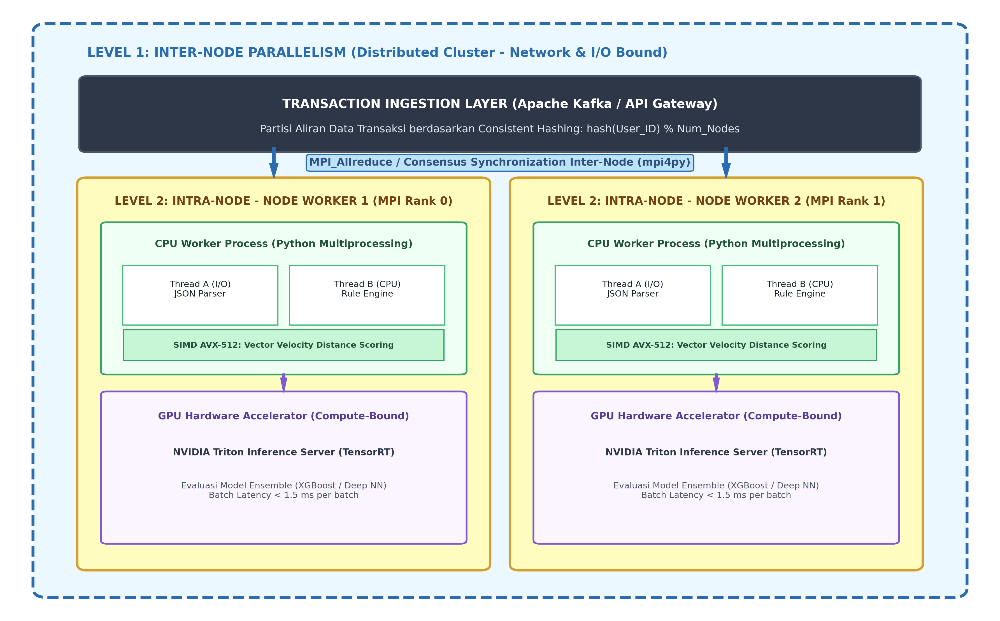 LEVEL 1: INTER-NODE PARALLELISM (Distributed Cluster - Network & I/O Bound)
TRANSACTION INGESTION LAYER (Apache Kafka / API Gateway)
Partisi Aliran Data Transaksi berdasarkan Consistent Hashing: hash(User_ID) % Num_Nodes
MPI_Allreduce / Consensus Synchronization Inter-Node (mpi4py)
LEVEL 2: INTRA-NODE - NODE WORKER 1 (MPI Rank 0)
CPU Worker Process (Python Multiprocessing)
Thread A (I/O)
JSON Parser
Thread B (CPU)
Rule Engine
SIMD AVX-512: Vector Velocity Distance Scoring
GPU Hardware Accelerator (Compute-Bound)
NVIDIA Triton Inference Server (TensorRT)
Evaluasi Model Ensemble (XGBoost / Deep NN)
Batch Latency < 1.5 ms per batch
LEVEL 2: INTRA-NODE - NODE WORKER 2 (MPI Rank 1)
CPU Worker Process (Python Multiprocessing)
Thread A (I/O)
JSON Parser
Thread B (CPU)
Rule Engine
SIMD AVX-512: Vector Velocity Distance Scoring
GPU Hardware Accelerator (Compute-Bound)
NVIDIA Triton Inference Server (TensorRT)
Evaluasi Model Ensemble (XGBoost / Deep NN)
Batch Latency < 1.5 ms per batch